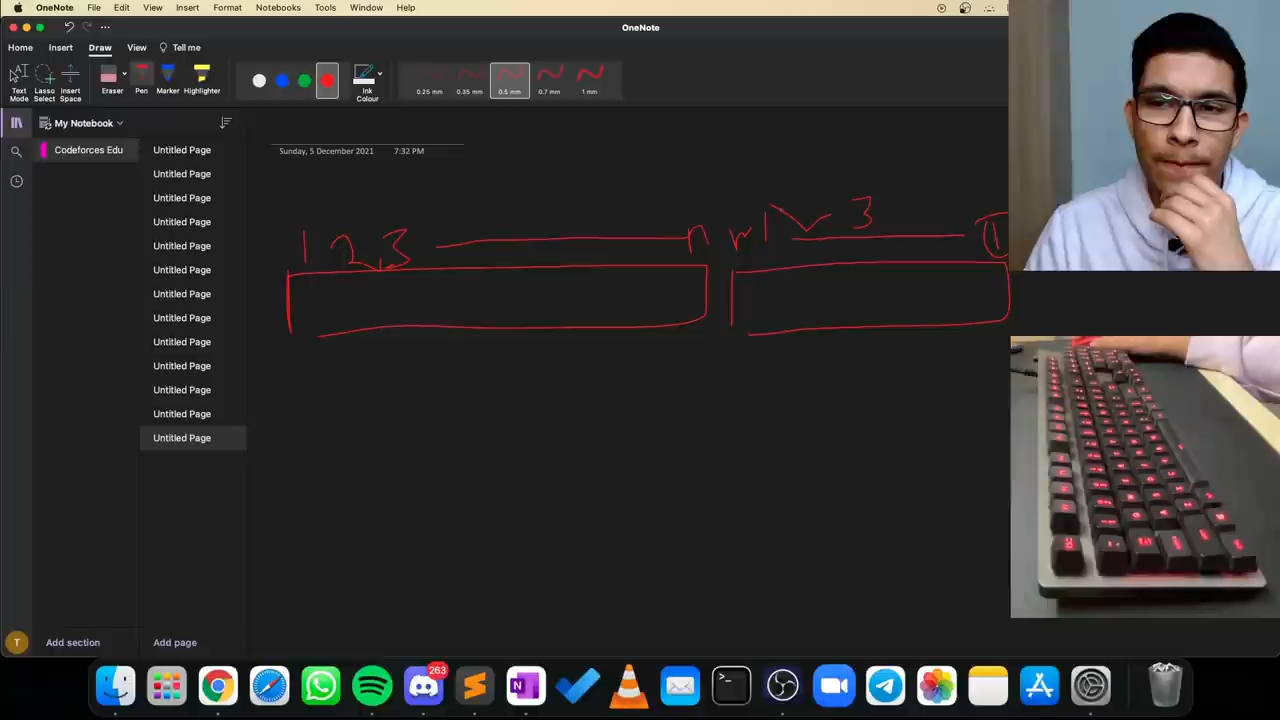 OneNote File Edit View Insert Format Notebooks Tools Window Help
OneNote
Home Insert Draw View Tell me
Text Mode
Lasso Select
Insert Space
Eraser
Pen
Marker
Highlighter
Ink Colour
0.25 mm
0.35 mm
0.5 mm
0.7 mm
1 mm
My Notebook
Codeforces Edu
Untitled Page
Untitled Page
Untitled Page
Untitled Page
Untitled Page
Untitled Page
Untitled Page
Untitled Page
Untitled Page
Untitled Page
Untitled Page
Untitled Page
Untitled Page
Sunday, 5 December 2021 7:32 PM
1 2,3 n 3
T
Add section
Add page
263